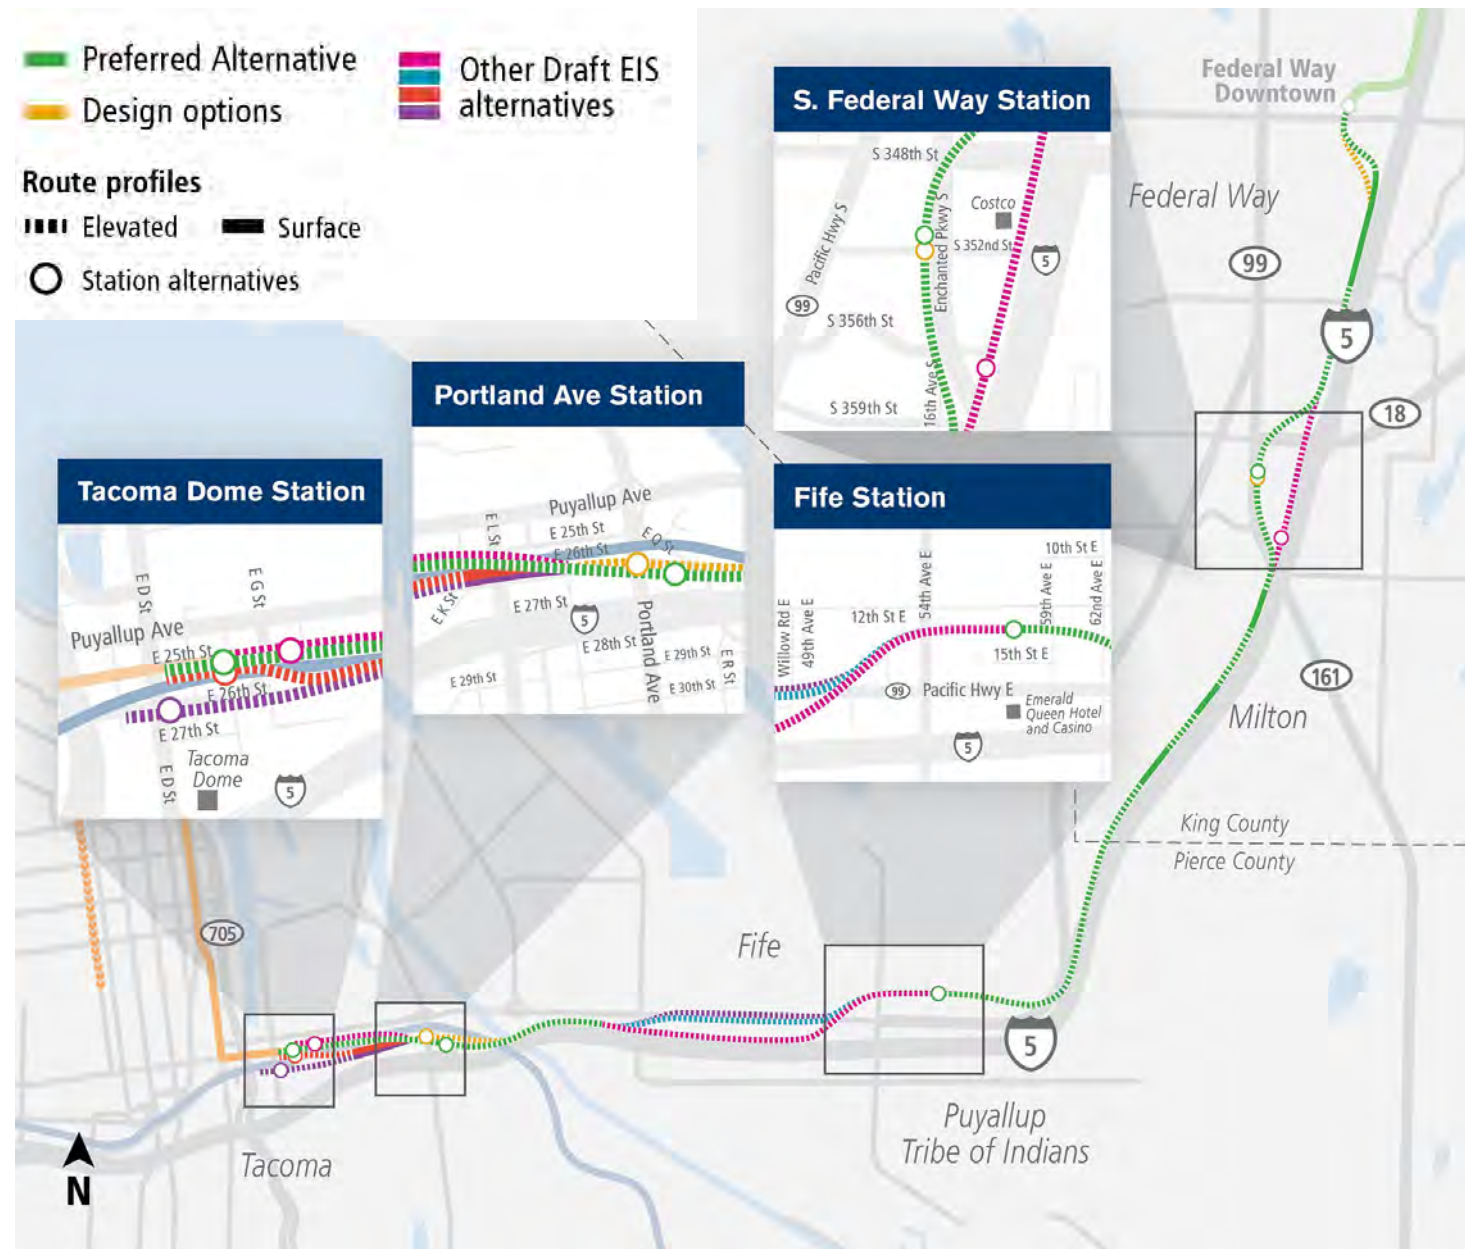 Preferred Alternative
Design options
Other Draft EIS
alternatives
Route profiles
Elevated
Surface
Station alternatives
Federal Way
Downtown
Federal Way
99
5
18
161
Milton
King County
Pierce County
S. Federal Way Station
S 348th St
Pacific Hwy S
Enchanted Pkwy S
Costco
S 352nd St
5
99
S 356th St
16th Ave S
S 359th St
Portland Ave Station
Puyallup Ave
E L St
E 25th St
E 26th St
E Q St
E K St
E 27th St
5
E 28th St
Portland Ave
E 29th St
E R St
E 29th St
E 30th St
Tacoma Dome Station
E D St
E G St
Puyallup Ave
E 25th St
E 26th St
E 27th St
E D St
Tacoma
Dome
5
Fife Station
10th St E
54th Ave E
59th Ave E
62nd Ave E
Willow Rd E
49th Ave E
12th St E
15th St E
99
Pacific Hwy E
Emerald
Queen Hotel
and Casino
5
705
Fife
5
Puyallup
Tribe of Indians
Tacoma
N